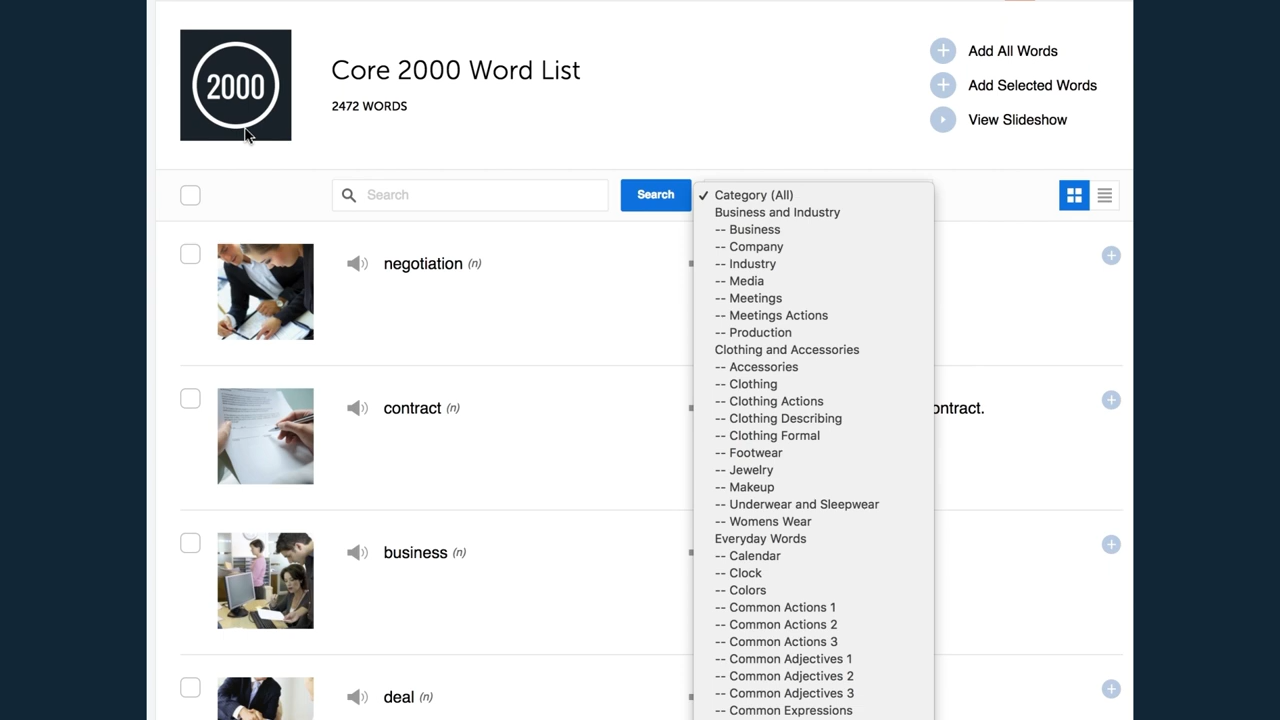 2000
Core 2000 Word List
2472 WORDS
Add All Words
Add Selected Words
View Slideshow
Search
Search
✓ Category (All)
Business and Industry
-- Business
-- Company
-- Industry
-- Media
-- Meetings
-- Meetings Actions
-- Production
Clothing and Accessories
-- Accessories
-- Clothing
-- Clothing Actions
-- Clothing Describing
-- Clothing Formal
-- Footwear
-- Jewelry
-- Makeup
-- Underwear and Sleepwear
-- Womens Wear
Everyday Words
-- Calendar
-- Clock
-- Colors
-- Common Actions 1
-- Common Actions 2
-- Common Actions 3
-- Common Adjectives 1
-- Common Adjectives 2
-- Common Adjectives 3
-- Common Expressions
negotiation (n)
contract (n)
ontract.
business (n)
deal (n)